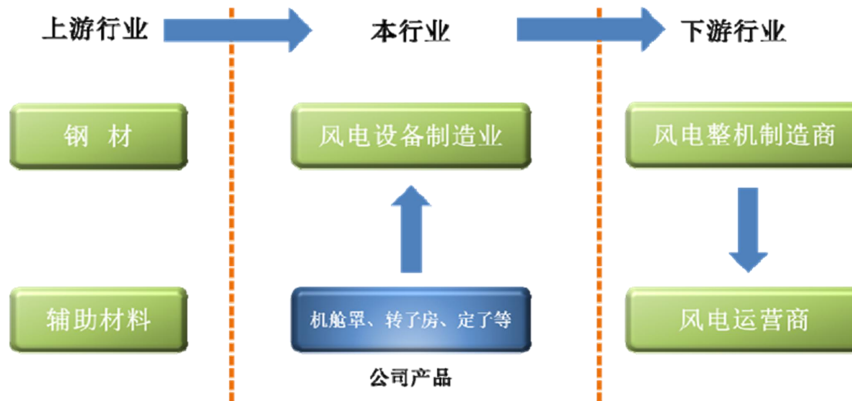 上游行业
本行业
下游行业
钢 材
风电设备制造业
风电整机制造商
辅助材料
机舱罩、转了房、定了等
风电运营商
公司产品